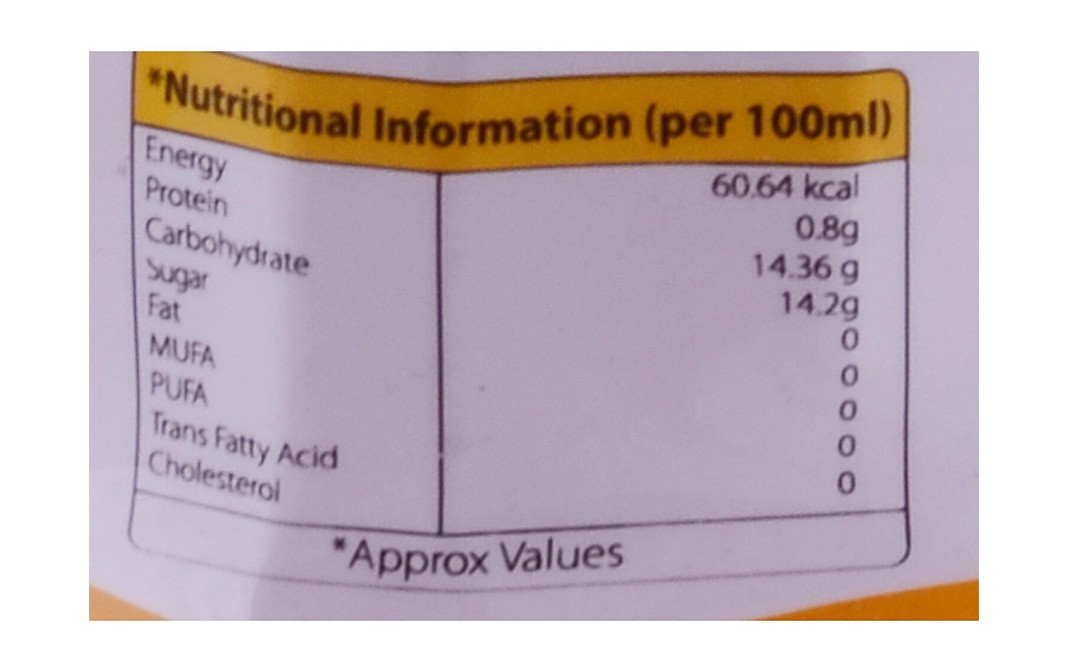 *Nutritional Information (per 100ml)
Energy 60.64 kcal
Protein 0.8g
Carbohydrate 14.36 g
Sugar 14.2g
Fat 0
MUFA 0
PUFA 0
Trans Fatty Acid 0
Cholesterol 0
*Approx Values